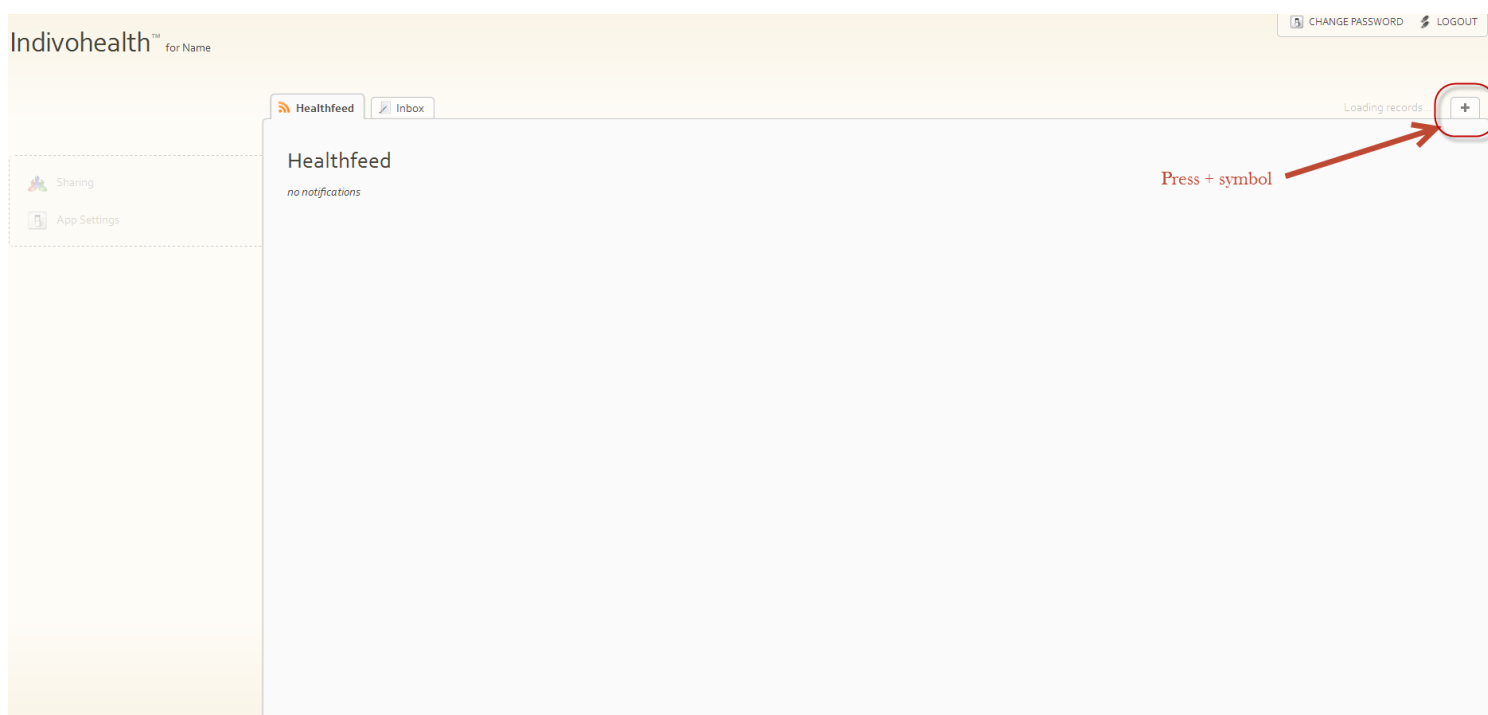 CHANGE PASSWORD LOGOUT
Indivohealth™ for Name
Healthfeed Inbox Loading records... +
Healthfeed
no notifications
Sharing
App Settings
Press + symbol